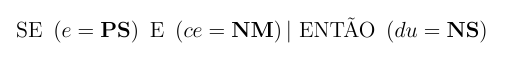 SE (e = PS) E (ce = NM) | ENTÃO (du = NS)